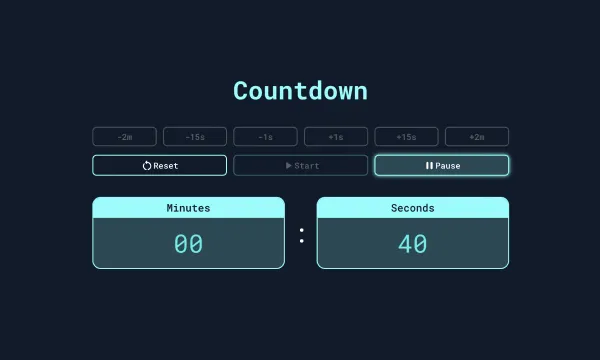 Countdown
-2m -15s -1s +1s +15s +2m
Reset Start Pause
Minutes Seconds
00 : 40